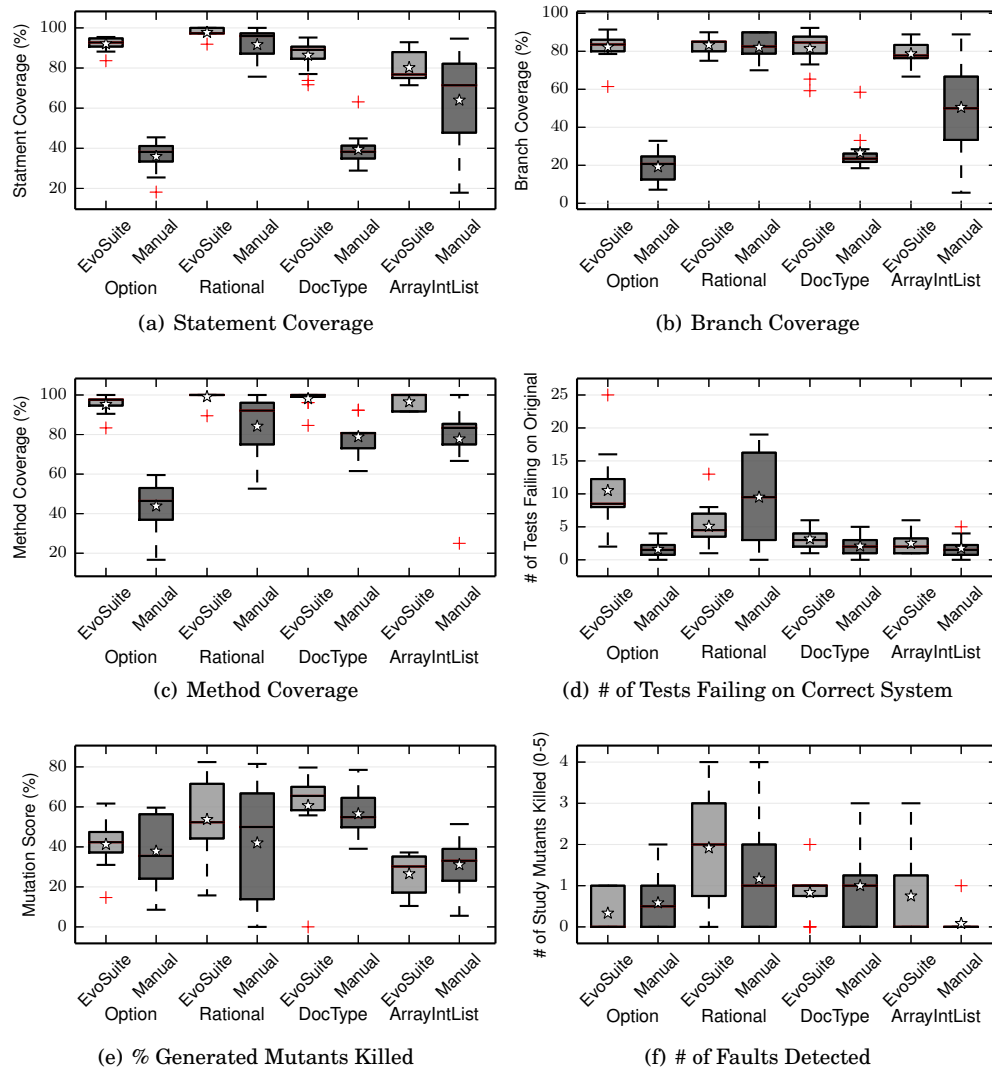 Statment Coverage (%)
100
80
60
40
20
EvoSuite Manual EvoSuite Manual EvoSuite Manual EvoSuite Manual
Option Rational DocType ArrayIntList
(a) Statement Coverage
Branch Coverage (%)
100
80
60
40
20
0
EvoSuite Manual EvoSuite Manual EvoSuite Manual EvoSuite Manual
Option Rational DocType ArrayIntList
(b) Branch Coverage
Method Coverage (%)
100
80
60
40
20
EvoSuite Manual EvoSuite Manual EvoSuite Manual EvoSuite Manual
Option Rational DocType ArrayIntList
(c) Method Coverage
# of Tests Failing on Original
25
20
15
10
5
0
EvoSuite Manual EvoSuite Manual EvoSuite Manual EvoSuite Manual
Option Rational DocType ArrayIntList
(d) # of Tests Failing on Correct System
Mutation Score (%)
80
60
40
20
0
EvoSuite Manual EvoSuite Manual EvoSuite Manual EvoSuite Manual
Option Rational DocType ArrayIntList
(e) % Generated Mutants Killed
# of Study Mutants Killed (0-5)
4
3
2
1
0
EvoSuite Manual EvoSuite Manual EvoSuite Manual EvoSuite Manual
Option Rational DocType ArrayIntList
(f) # of Faults Detected